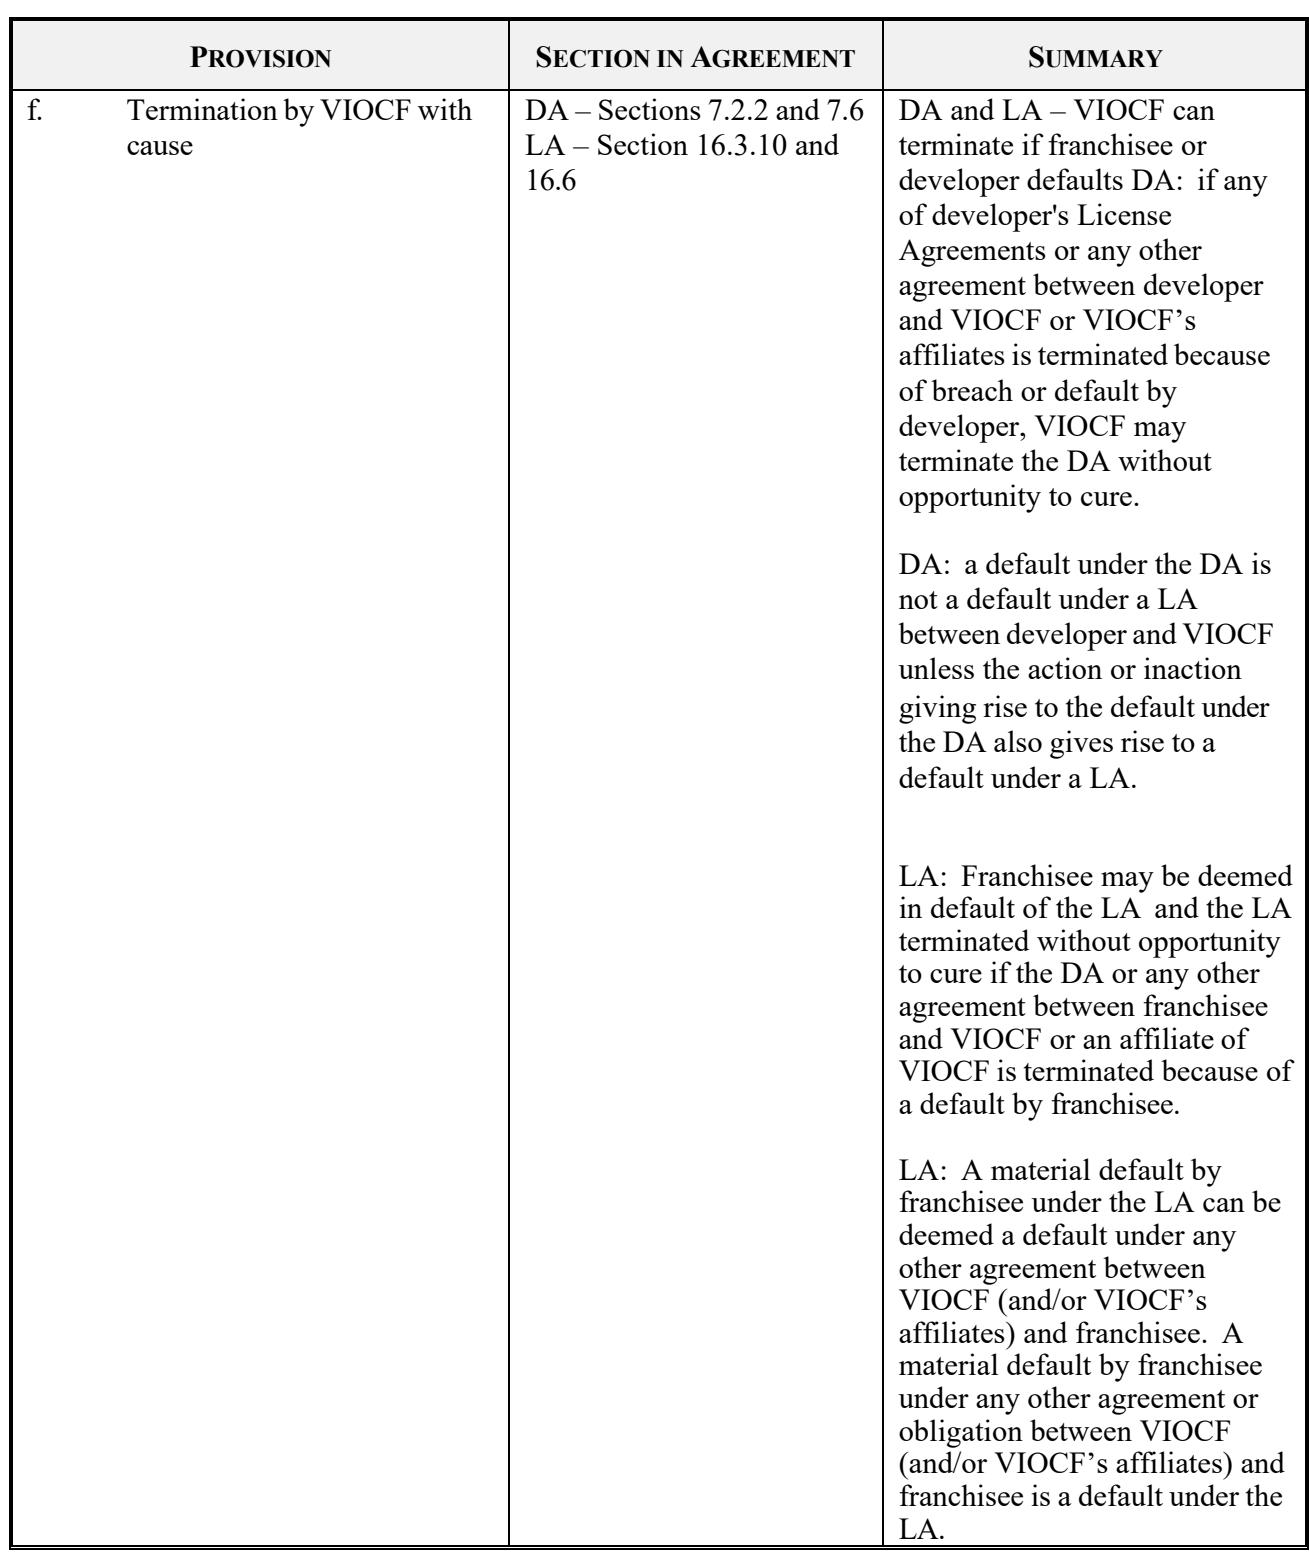 PROVISION
SECTION IN AGREEMENT
SUMMARY
f. Termination by VIOCF with
cause
DA – Sections 7.2.2 and 7.6
LA – Section 16.3.10 and
16.6
DA and LA – VIOCF can
terminate if franchisee or
developer defaults DA:  if any
of developer's License
Agreements or any other
agreement between developer
and VIOCF or VIOCF’s
affiliates is terminated because
of breach or default by
developer, VIOCF may
terminate the DA without
opportunity to cure.
DA:  a default under the DA is
not a default under a LA
between developer and VIOCF
unless the action or inaction
giving rise to the default under
the DA also gives rise to a
default under a LA.
LA:  Franchisee may be deemed
in default of the LA  and the LA
terminated without opportunity
to cure if the DA or any other
agreement between franchisee
and VIOCF or an affiliate of
VIOCF is terminated because of
a default by franchisee.
LA:  A material default by
franchisee under the LA can be
deemed a default under any
other agreement between
VIOCF (and/or VIOCF’s
affiliates) and franchisee.  A
material default by franchisee
under any other agreement or
obligation between VIOCF
(and/or VIOCF’s affiliates) and
franchisee is a default under the
LA.